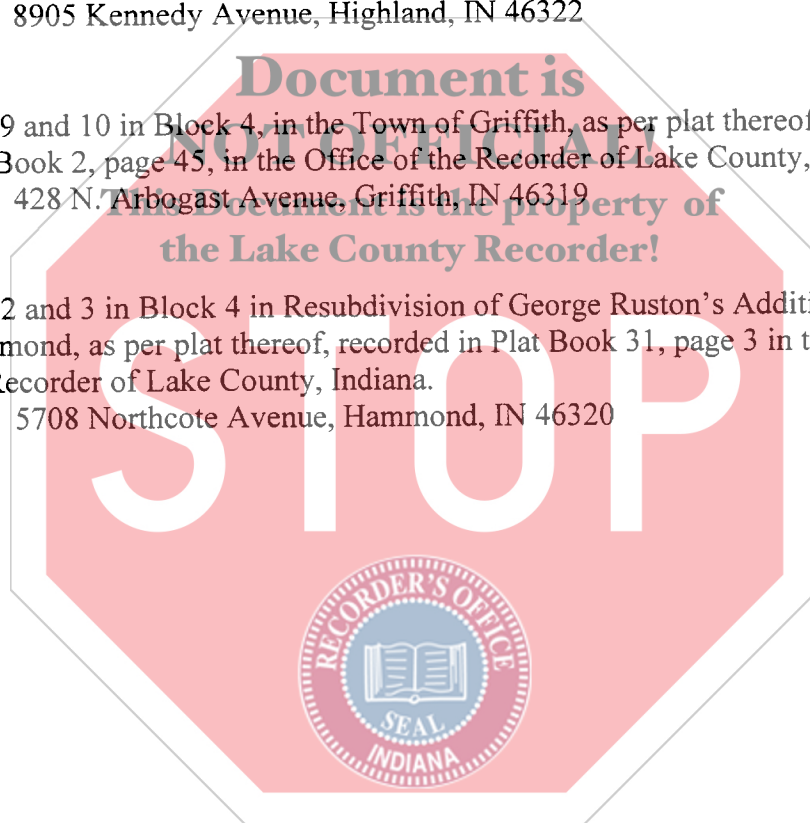 8905 Kennedy Avenue, Highland, IN 46322
Document is
9 and 10 in Block 4, in the Town of Griffith, as per plat thereof
NOT OFFICIAL!
Book 2, page 45, in the Office of the Recorder of Lake County,
428 N. Arbogast Avenue, Griffith, IN 46319
This Document is the property of
the Lake County Recorder!
2 and 3 in Block 4 in Resubdivision of George Ruston's Additi
mond, as per plat thereof, recorded in Plat Book 31, page 3 in t
Recorder of Lake County, Indiana.
5708 Northcote Avenue, Hammond, IN 46320
STOP
RECORDER'S OFFICE
SEAL
INDIANA